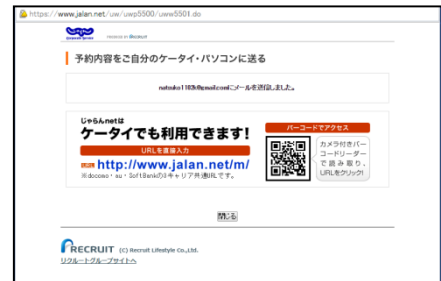 https://www.jalan.net/uw/uwp5500/uww5501.do
PRODUCED BY RECRUIT
予約内容をご自分のケータイ・パソコンに送る
にメールを送信しました。
じゃらんnetは
ケータイでも利用できます!
URLを直接入力
http://www.jalan.net/m/
※docomo・au・SoftBankの3キャリア共通URLです。
バーコードでアクセス
カメラ付きバー
コードリーダー
で読み取り、
URLをクリック!
閉じる
RECRUIT (C) Recruit Lifestyle Co.,Ltd.
リクルートグループサイトへ